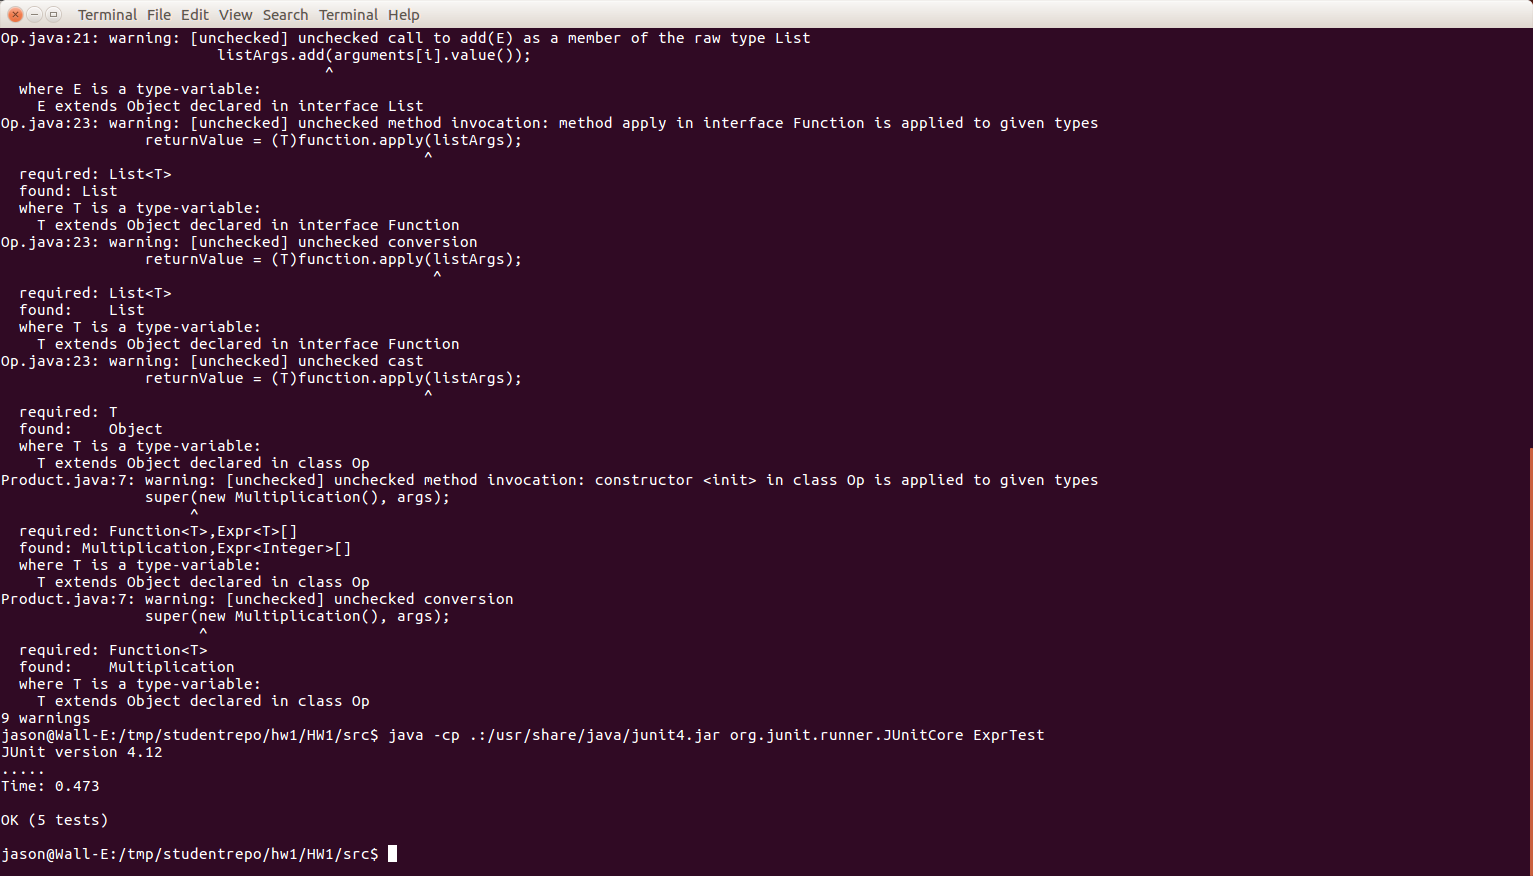 Terminal File Edit View Search Terminal Help
Op.java:21: warning: [unchecked] unchecked call to add(E) as a member of the raw type List
                        listArgs.add(arguments[i].value());
                                    ^
  where E is a type-variable:
    E extends Object declared in interface List
Op.java:23: warning: [unchecked] unchecked method invocation: method apply in interface Function is applied to given types
                returnValue = (T)function.apply(listArgs);
                                               ^
  required: List<T>
  found: List
  where T is a type-variable:
    T extends Object declared in interface Function
Op.java:23: warning: [unchecked] unchecked conversion
                returnValue = (T)function.apply(listArgs);
                                                ^
  required: List<T>
  found:    List
  where T is a type-variable:
    T extends Object declared in interface Function
Op.java:23: warning: [unchecked] unchecked cast
                returnValue = (T)function.apply(listArgs);
                                               ^
  required: T
  found:    Object
  where T is a type-variable:
    T extends Object declared in class Op
Product.java:7: warning: [unchecked] unchecked method invocation: constructor <init> in class Op is applied to given types
                super(new Multiplication(), args);
                     ^
  required: Function<T>,Expr<T>[]
  found: Multiplication,Expr<Integer>[]
  where T is a type-variable:
    T extends Object declared in class Op
Product.java:7: warning: [unchecked] unchecked conversion
                super(new Multiplication(), args);
                      ^
  required: Function<T>
  found:    Multiplication
  where T is a type-variable:
    T extends Object declared in class Op
9 warnings
jason@Wall-E:/tmp/studentrepo/hw1/HW1/src$ java -cp .:/usr/share/java/junit4.jar org.junit.runner.JUnitCore ExprTest
JUnit version 4.12
.....
Time: 0.473

OK (5 tests)

jason@Wall-E:/tmp/studentrepo/hw1/HW1/src$